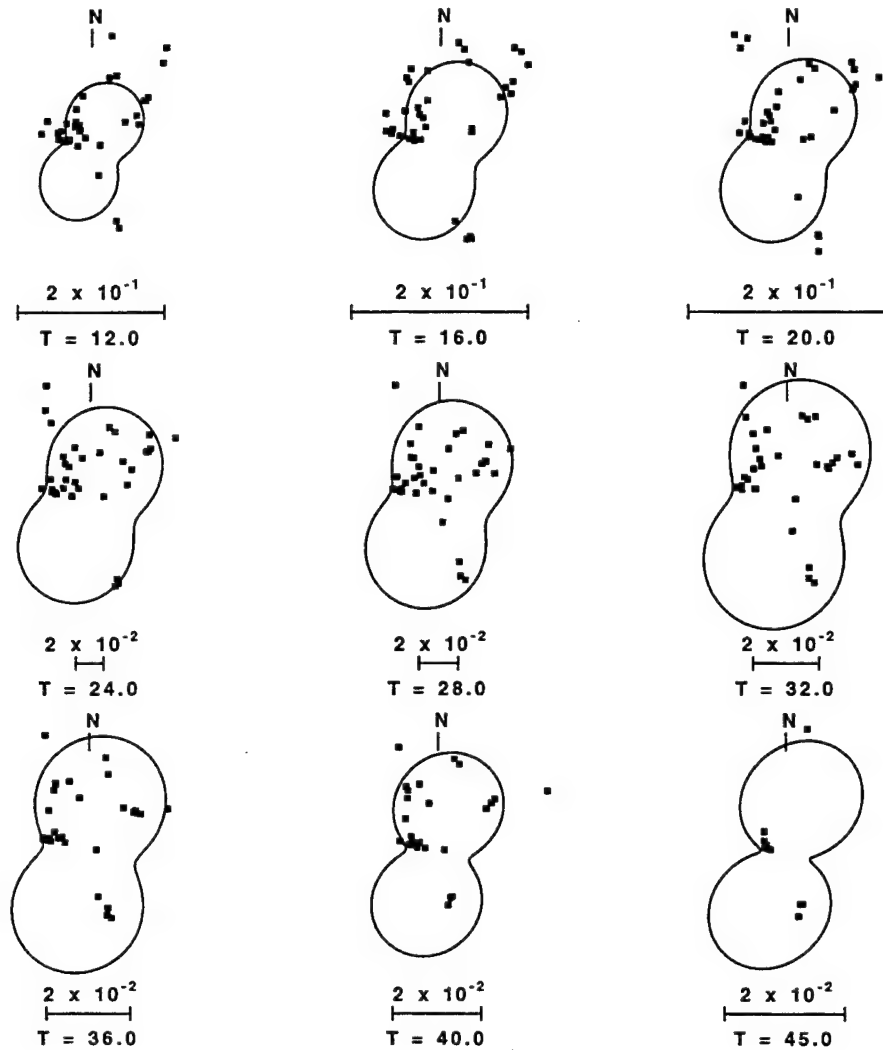 N N N
2 x 10⁻¹ 2 x 10⁻¹ 2 x 10⁻¹
T = 12.0 T = 16.0 T = 20.0
N N N
2 x 10⁻² 2 x 10⁻² 2 x 10⁻²
T = 24.0 T = 28.0 T = 32.0
N N N
2 x 10⁻² 2 x 10⁻² 2 x 10⁻²
T = 36.0 T = 40.0 T = 45.0